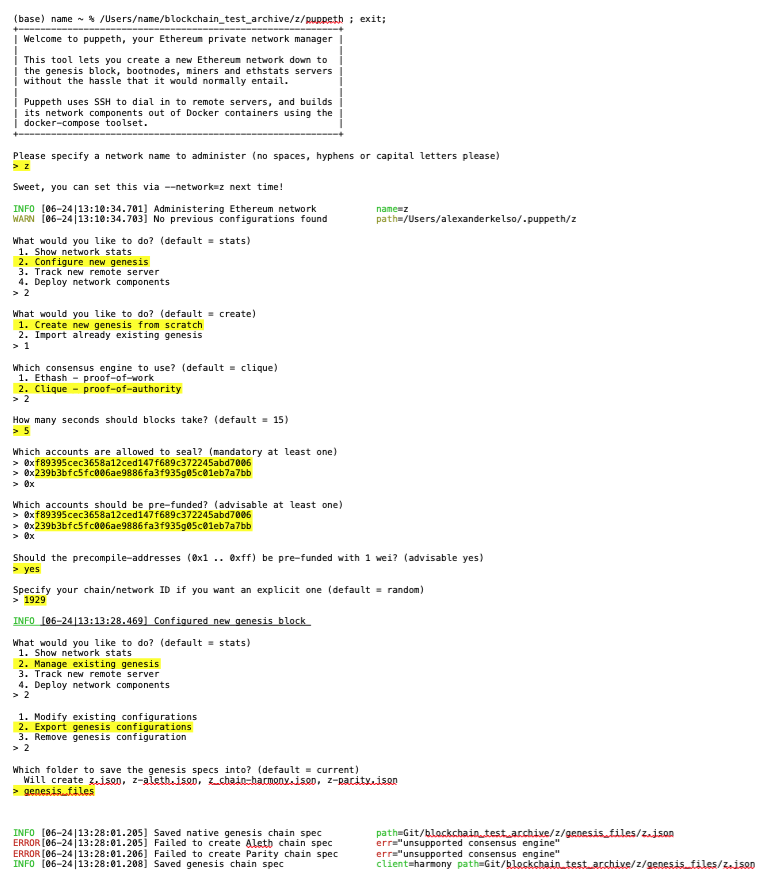 (base) name ~ % /Users/name/blockchain_test_archive/z/puppeth ; exit;
+-----------------------------------------------------------+
| Welcome to puppeth, your Ethereum private network manager |
| |
| This tool lets you create a new Ethereum network down to |
| the genesis block, bootnodes, miners and ethstats servers |
| without the hassle that it would normally entail. |
| |
| Puppeth uses SSH to dial in to remote servers, and builds |
| its network components out of Docker containers using the |
| docker-compose toolset. |
+-----------------------------------------------------------+
Please specify a network name to administer (no spaces, hyphens or capital letters please)
> z
Sweet, you can set this via --network=z next time!
INFO [06-24|13:10:34.701] Administering Ethereum network name=z
WARN [06-24|13:10:34.703] No previous configurations found path=/Users/alexanderkelso/.puppeth/z
What would you like to do? (default = stats)
1. Show network stats
2. Configure new genesis
3. Track new remote server
4. Deploy network components
> 2
What would you like to do? (default = create)
1. Create new genesis from scratch
2. Import already existing genesis
> 1
Which consensus engine to use? (default = clique)
1. Ethash - proof-of-work
2. Clique - proof-of-authority
> 2
How many seconds should blocks take? (default = 15)
> 5
Which accounts are allowed to seal? (mandatory at least one)
> 0xf89395cec3658a12ced147f689c372245abd7006
> 0x239b3bfc5fc006ae9886fa3f935g05c01eb7a7bb
> 0x
Which accounts should be pre-funded? (advisable at least one)
> 0xf89395cec3658a12ced147f689c372245abd7006
> 0x239b3bfc5fc006ae9886fa3f935g05c01eb7a7bb
> 0x
Should the precompile-addresses (0x1 .. 0xff) be pre-funded with 1 wei? (advisable yes)
> yes
Specify your chain/network ID if you want an explicit one (default = random)
> 1929
INFO [06-24|13:13:28.469] Configured new genesis block
What would you like to do? (default = stats)
1. Show network stats
2. Manage existing genesis
3. Track new remote server
4. Deploy network components
> 2
1. Modify existing configurations
2. Export genesis configurations
3. Remove genesis configuration
> 2
Which folder to save the genesis specs into? (default = current)
Will create z.json, z-aleth.json, z_chain-harmony.json, z-parity.json
> genesis_files
INFO [06-24|13:28:01.205] Saved native genesis chain spec path=Git/blockchain_test_archive/z/genesis_files/z.json
ERROR[06-24|13:28:01.205] Failed to create Aleth chain spec err="unsupported consensus engine"
ERROR[06-24|13:28:01.206] Failed to create Parity chain spec err="unsupported consensus engine"
INFO [06-24|13:28:01.208] Saved genesis chain spec client=harmony path=Git/blockchain_test_archive/z/genesis_files/z.json